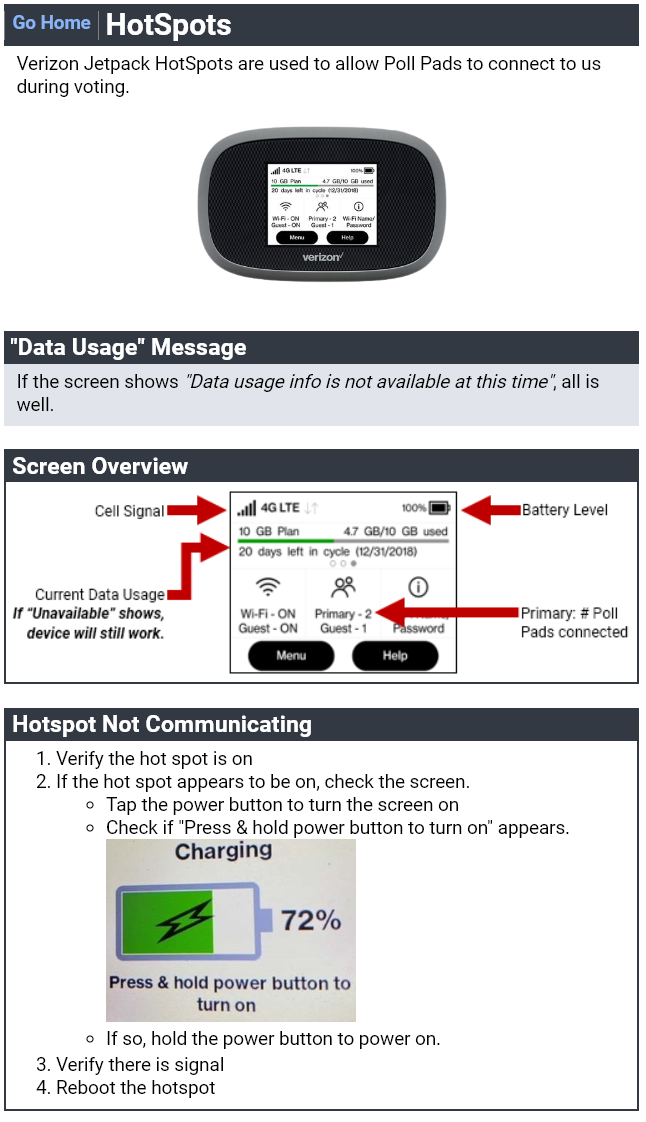 Go Home HotSpots
Verizon Jetpack HotSpots are used to allow Poll Pads to connect to us
during voting.
4G LTE ↓↑ 100%
10 GB Plan 4.7 GB/10 GB used
20 days left in cycle (12/31/2018)
Wi-Fi - ON Primary - 2 Wi-Fi Name/
Guest - ON Guest - 1 Password
Menu Help
verizon✓
"Data Usage" Message
If the screen shows "Data usage info is not available at this time", all is
well.
Screen Overview
Cell Signal
4G LTE ↓↑ 100%
Battery Level
10 GB Plan 4.7 GB/10 GB used
20 days left in cycle (12/31/2018)
Current Data Usage
If "Unavailable" shows,
device will still work.
Wi-Fi - ON Primary - 2
Guest - ON Guest - 1 Password
Primary: # Poll
Pads connected
Menu Help
Hotspot Not Communicating
1. Verify the hot spot is on
2. If the hot spot appears to be on, check the screen.
◦ Tap the power button to turn the screen on
◦ Check if "Press & hold power button to turn on" appears.
Charging
72%
Press & hold power button to
turn on
◦ If so, hold the power button to power on.
3. Verify there is signal
4. Reboot the hotspot